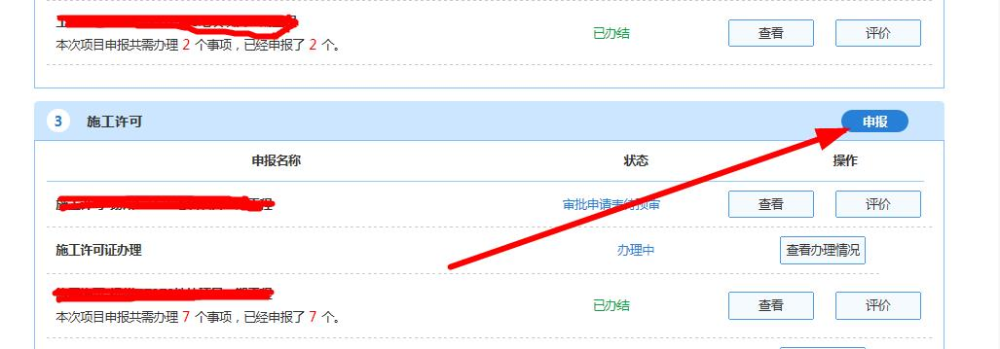 本次项目申报共需办理 2 个事项，已经申报了 2 个。
已办结 查看 评价
3 施工许可 申报
申报名称 状态 操作
审批申请表待预审 查看 评价
施工许可证办理 办理中 查看办理情况
本次项目申报共需办理 7 个事项，已经申报了 7 个。
已办结 查看 评价